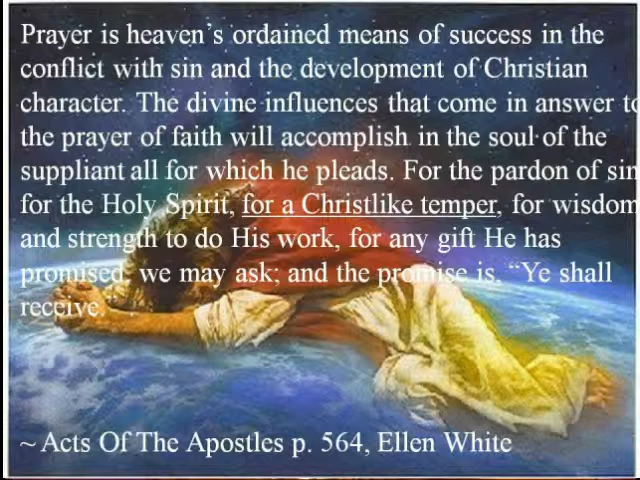 Prayer is heaven's ordained means of success in the
conflict with sin and the development of Christian
character. The divine influences that come in answer to
the prayer of faith will accomplish in the soul of the
suppliant all for which he pleads. For the pardon of sin
for the Holy Spirit, for a Christlike temper, for wisdom
and strength to do His work, for any gift He has
promised, we may ask; and the promise is, “Ye shall
receive.”
~ Acts Of The Apostles p. 564, Ellen White